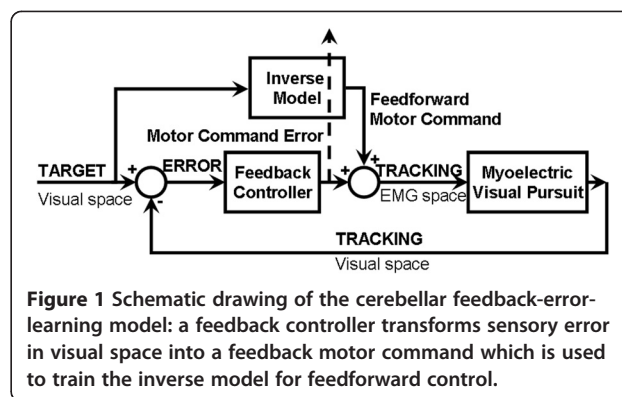 Inverse
Model
Feedforward
Motor Command
Motor Command Error
TARGET
+
ERROR
Feedback
Controller
+
+
TRACKING
Myoelectric
Visual Pursuit
Visual space
-
EMG space
TRACKING
Visual space
Figure 1 Schematic drawing of the cerebellar feedback-error-
learning model: a feedback controller transforms sensory error
in visual space into a feedback motor command which is used
to train the inverse model for feedforward control.